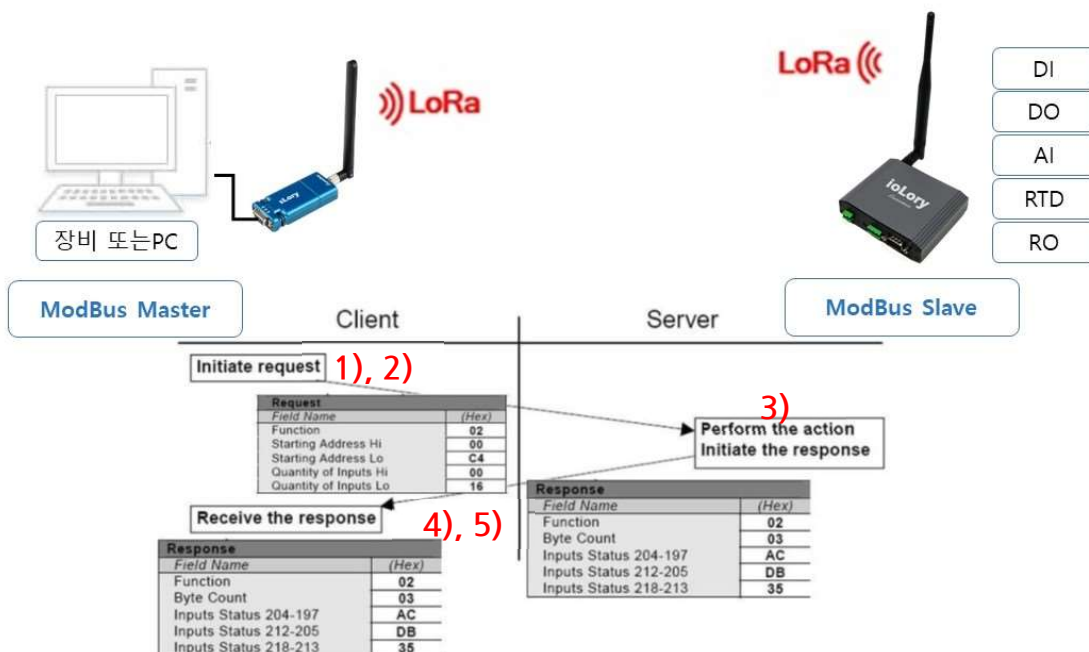 LoRa
LoRa
DI
DO
AI
RTD
RO
iLory
ioLory
장비 또는PC
ModBus Master
ModBus Slave
Client
Server
Initiate request
1), 2)
Request
Field Name (Hex)
Function 02
Starting Address Hi 00
Starting Address Lo C4
Quantity of Inputs Hi 00
Quantity of Inputs Lo 16
3)
Perform the action
Initiate the response
Receive the response
4), 5)
Response
Field Name (Hex)
Function 02
Byte Count 03
Inputs Status 204-197 AC
Inputs Status 212-205 DB
Inputs Status 218-213 35
Response
Field Name (Hex)
Function 02
Byte Count 03
Inputs Status 204-197 AC
Inputs Status 212-205 DB
Inputs Status 218-213 35